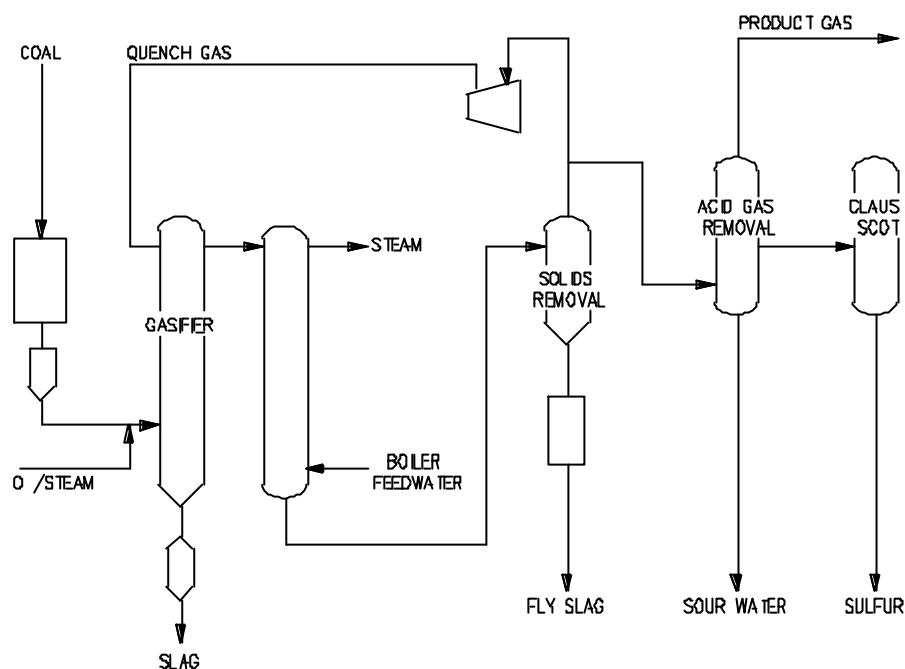 PRODUCT GAS
COAL
QUENCH GAS
ACID GAS
REMOVAL
CLAUS
SCOT
STEAM
SOLIDS
REMOVAL
GASIFIER
BOILER
FEEDWATER
O /STEAM
FLY SLAG
SOUR WATER
SULFUR
SLAG